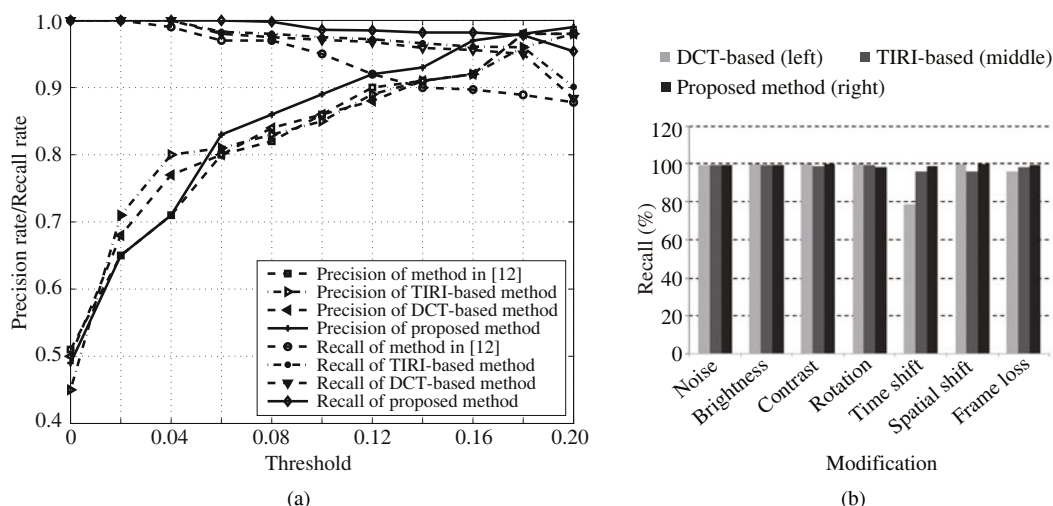 Precision rate/Recall rate
1.0
0.9
0.8
0.7
0.6
0.5
0.4
0
0.04
0.08
0.12
0.16
0.20
Threshold
Precision of method in [12]
Precision of TIRI-based method
Precision of DCT-based method
Precision of proposed method
Recall of method in [12]
Recall of TIRI-based method
Recall of DCT-based method
Recall of proposed method
(a)
DCT-based (left)
TIRI-based (middle)
Proposed method (right)
Recall (%)
120
100
80
60
40
20
0
Noise
Brightness
Contrast
Rotation
Time shift
Spatial shift
Frame loss
Modification
(b)